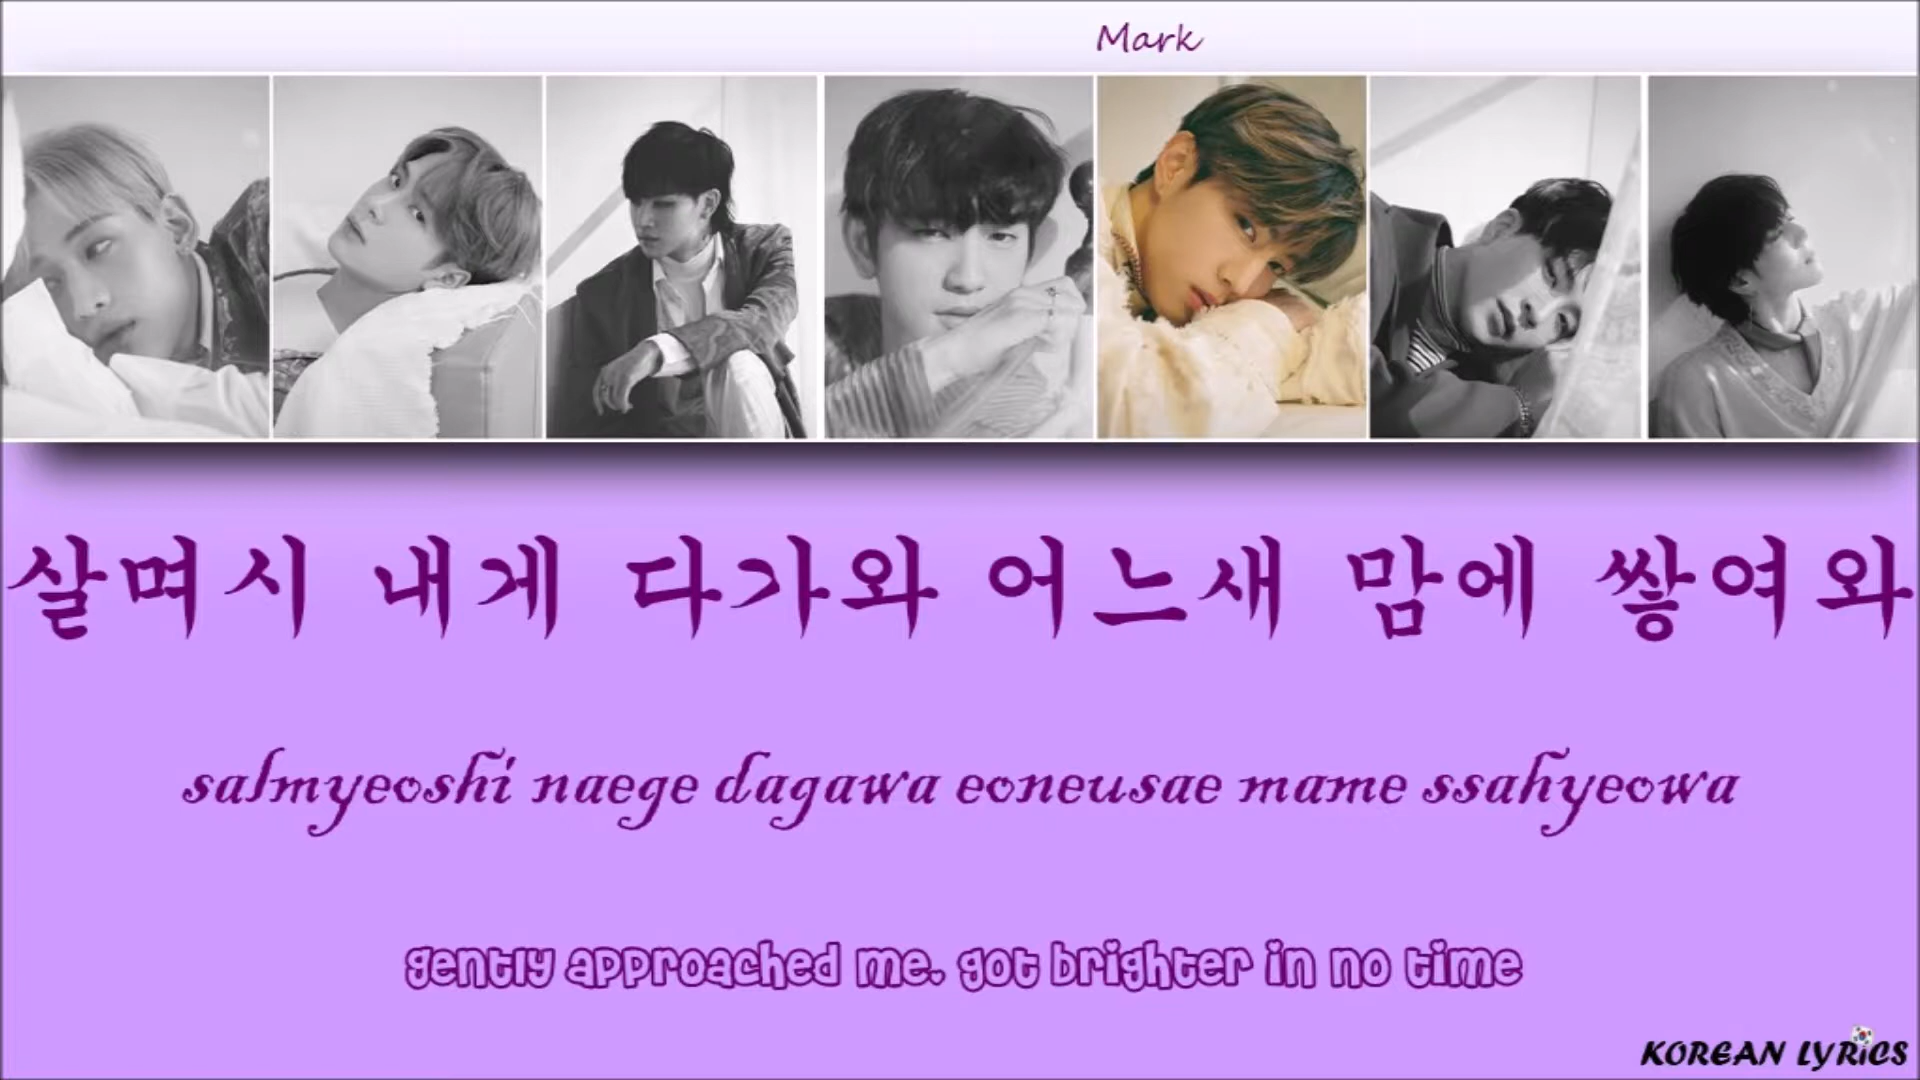 Mark
살며시 내게 다가와 어느새 맘에 쌓여와
salmyeoshi naege dagawa eoneusae mame ssahyeowa
gently approached me. got brighter in no time
KOREAN LYRICS